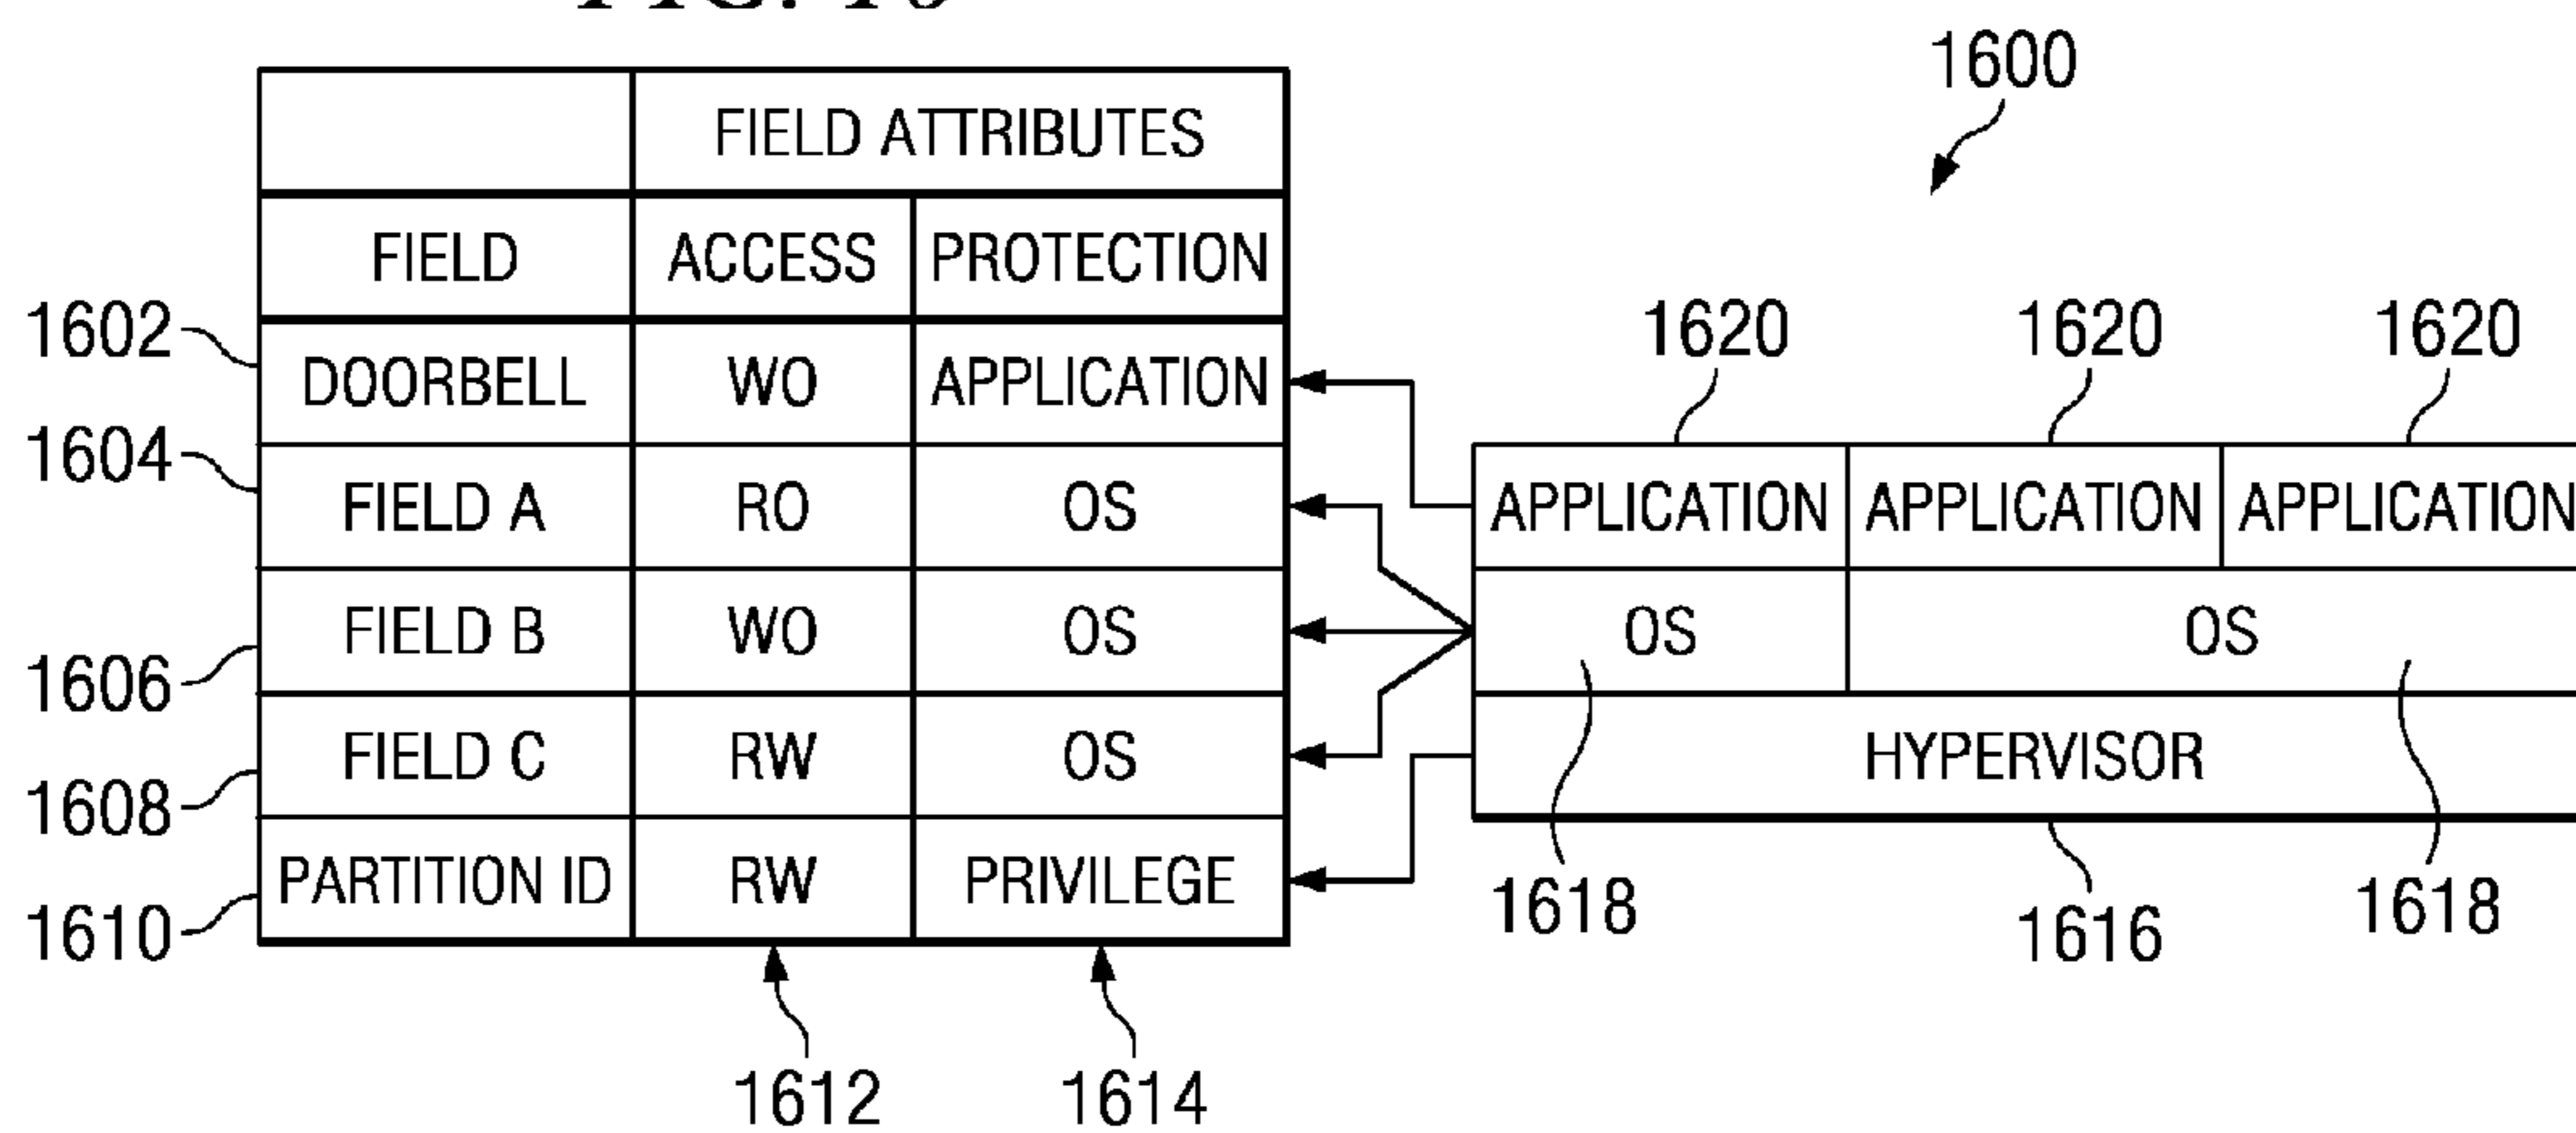 1600
FIELD ATTRIBUTES
FIELD ACCESS PROTECTION
1602 DOORBELL WO APPLICATION
1604 FIELD A RO OS
1606 FIELD B WO OS
1608 FIELD C RW OS
1610 PARTITION ID RW PRIVILEGE
1612 1614
1620 1620 1620
APPLICATION APPLICATION APPLICATION
OS OS
HYPERVISOR
1618 1616 1618